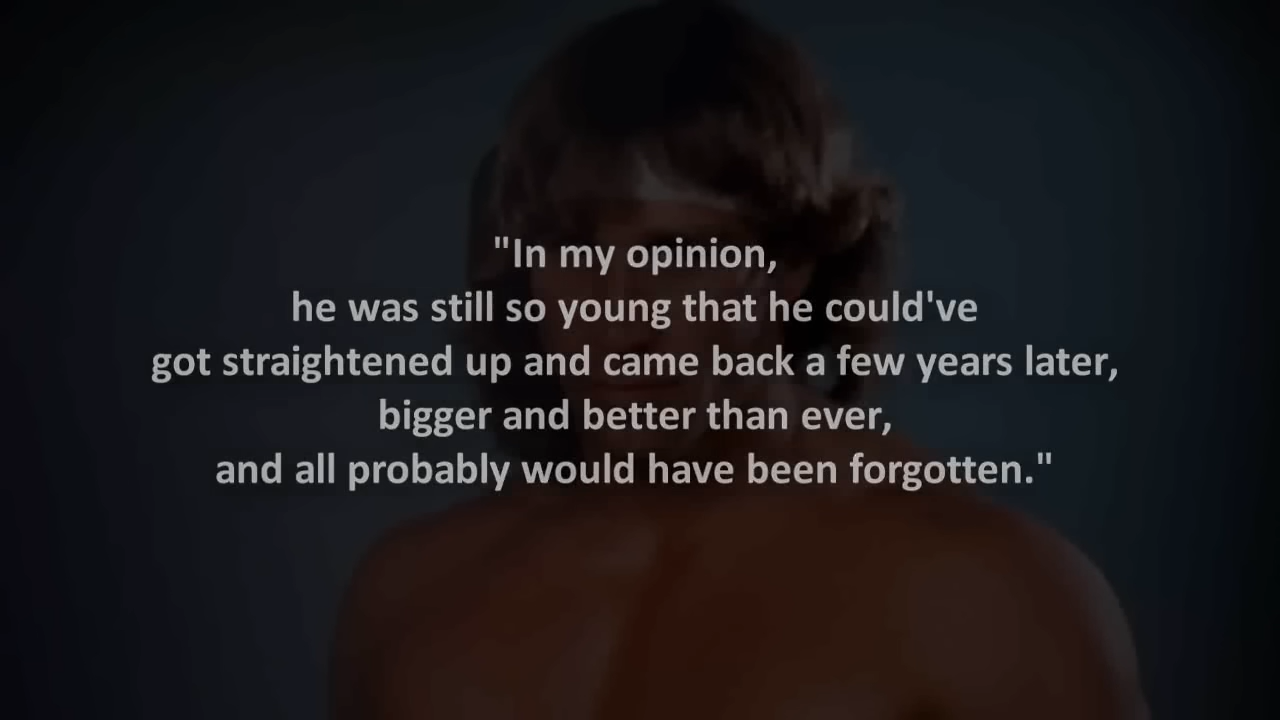 "In my opinion,
he was still so young that he could've
got straightened up and came back a few years later,
bigger and better than ever,
and all probably would have been forgotten."